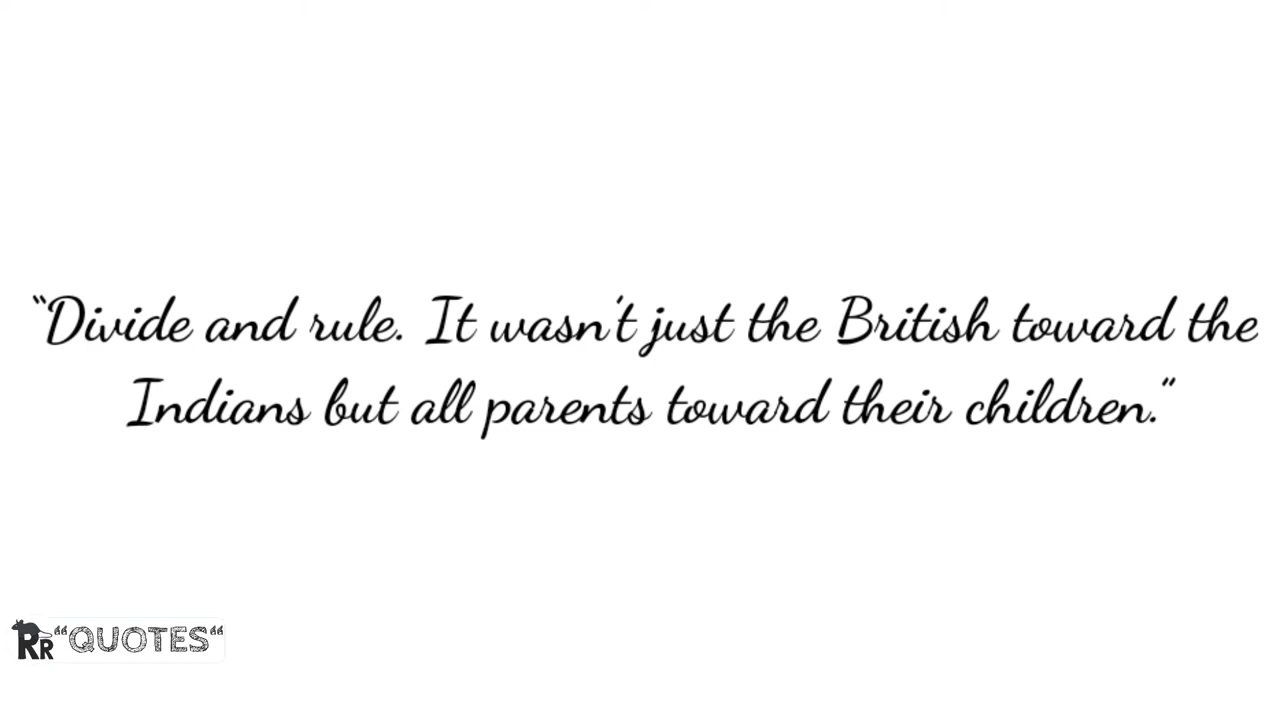 “Divide and rule. It wasn't just the British toward the
Indians but all parents toward their children.”
RR “QUOTES“